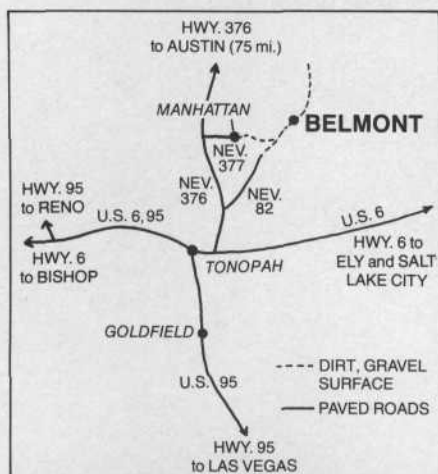 HWY. 376
to AUSTIN (75 mi.)
MANHATTAN
BELMONT
NEV.
377
NEV.
376
NEV.
82
HWY. 95
to RENO
U.S. 6,95
U.S. 6
HWY. 6
to BISHOP
TONOPAH
HWY. 6 to
ELY and SALT
LAKE CITY
GOLDFIELD
U.S. 95
DIRT, GRAVEL
SURFACE
PAVED ROADS
HWY. 95
to LAS VEGAS